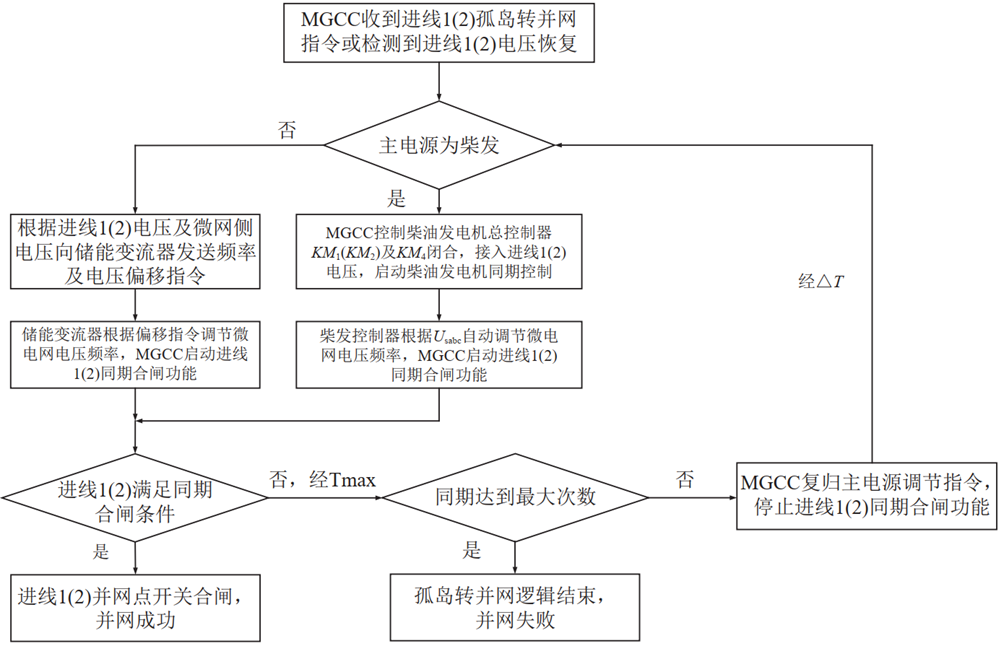 MGCC收到进线1(2)孤岛转并网
指令或检测到进线1(2)电压恢复
否
主电源为柴发
是
根据进线1(2)电压及微网侧
电压向储能变流器发送频率
及电压偏移指令
MGCC控制柴油发电机总控制器
KM1(KM2)及KM4闭合，接入进线1(2)
电压，启动柴油发电机同期控制
经△T
储能变流器根据偏移指令调节微
电网电压频率，MGCC启动进线
1(2)同期合闸功能
柴发控制器根据Usabc自动调节微电
网电压频率，MGCC启动进线1(2)
同期合闸功能
进线1(2)满足同期
合闸条件
否，经Tmax
同期达到最大次数
否
MGCC复归主电源调节指令，
停止进线1(2)同期合闸功能
是
是
进线1(2)并网点开关合闸，
并网成功
孤岛转并网逻辑结束，
并网失败